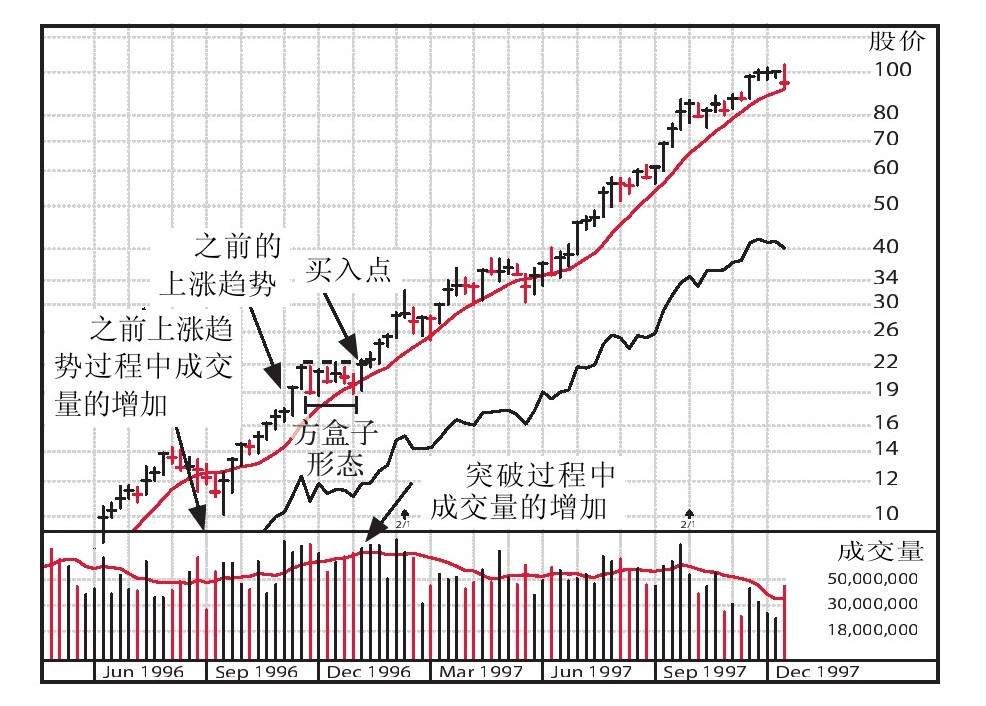 股价
100
80
70
60
50
之前的
上涨趋势
买入点
40
34
30
之前上涨趋
势过程中成交
量的增加
26
22
19
16
方盒子
形态
14
突破过程中
成交量的增加
12
10
2/1
2/1
成交量
50,000,000
30,000,000
18,000,000
Jun 1996 Sep 1996 Dec 1996 Mar 1997 Jun 1997 Sep 1997 Dec 1997